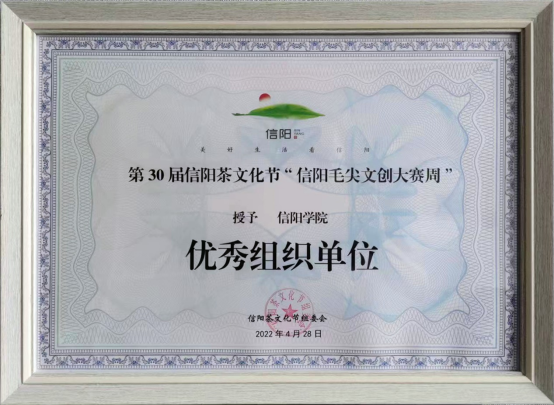 信阳
美好生活看信阳
第30届信阳茶文化节“信阳毛尖文创大赛周”
授予 信阳学院
优秀组织单位
信阳茶文化节组委会
2022年4月28日